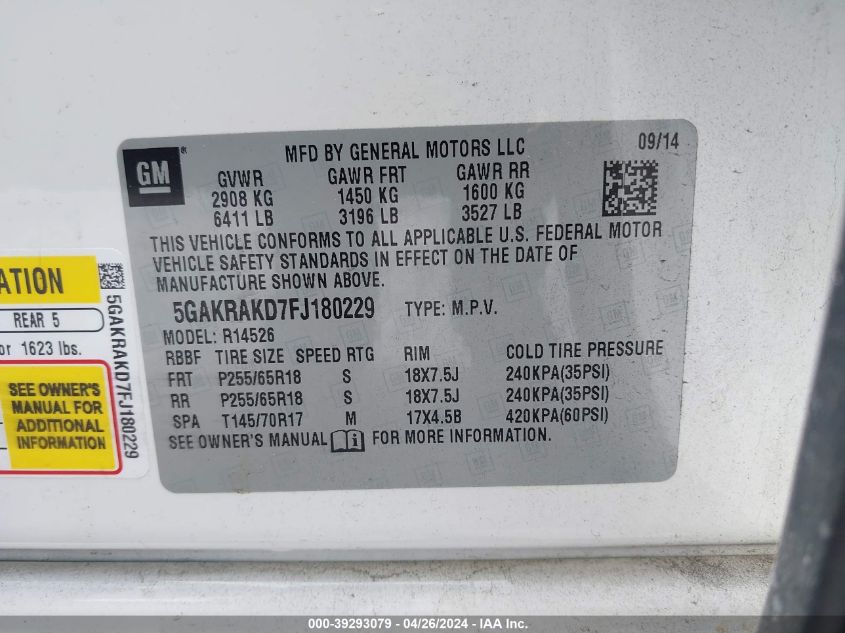 GM
®
MFD BY GENERAL MOTORS LLC 09/14
GVWR GAWR FRT GAWR RR
2908 KG 1450 KG 1600 KG
6411 LB 3196 LB 3527 LB
THIS VEHICLE CONFORMS TO ALL APPLICABLE U.S. FEDERAL MOTOR
VEHICLE SAFETY STANDARDS IN EFFECT ON THE DATE OF
MANUFACTURE SHOWN ABOVE.
5GAKRAKD7FJ180229 TYPE: M.P.V.
MODEL: R14526
RBBF TIRE SIZE SPEED RTG RIM COLD TIRE PRESSURE
FRT P255/65R18 S 18X7.5J 240KPA(35PSI)
RR P255/65R18 S 18X7.5J 240KPA(35PSI)
SPA T145/70R17 M 17X4.5B 420KPA(60PSI)
SEE OWNER'S MANUAL i FOR MORE INFORMATION.
REAR 5
1623 lbs.
SEE OWNER'S
MANUAL FOR
ADDITIONAL
INFORMATION
5GAKRAKD7FJ180229
000-39293079 - 04/26/2024 - IAA Inc.